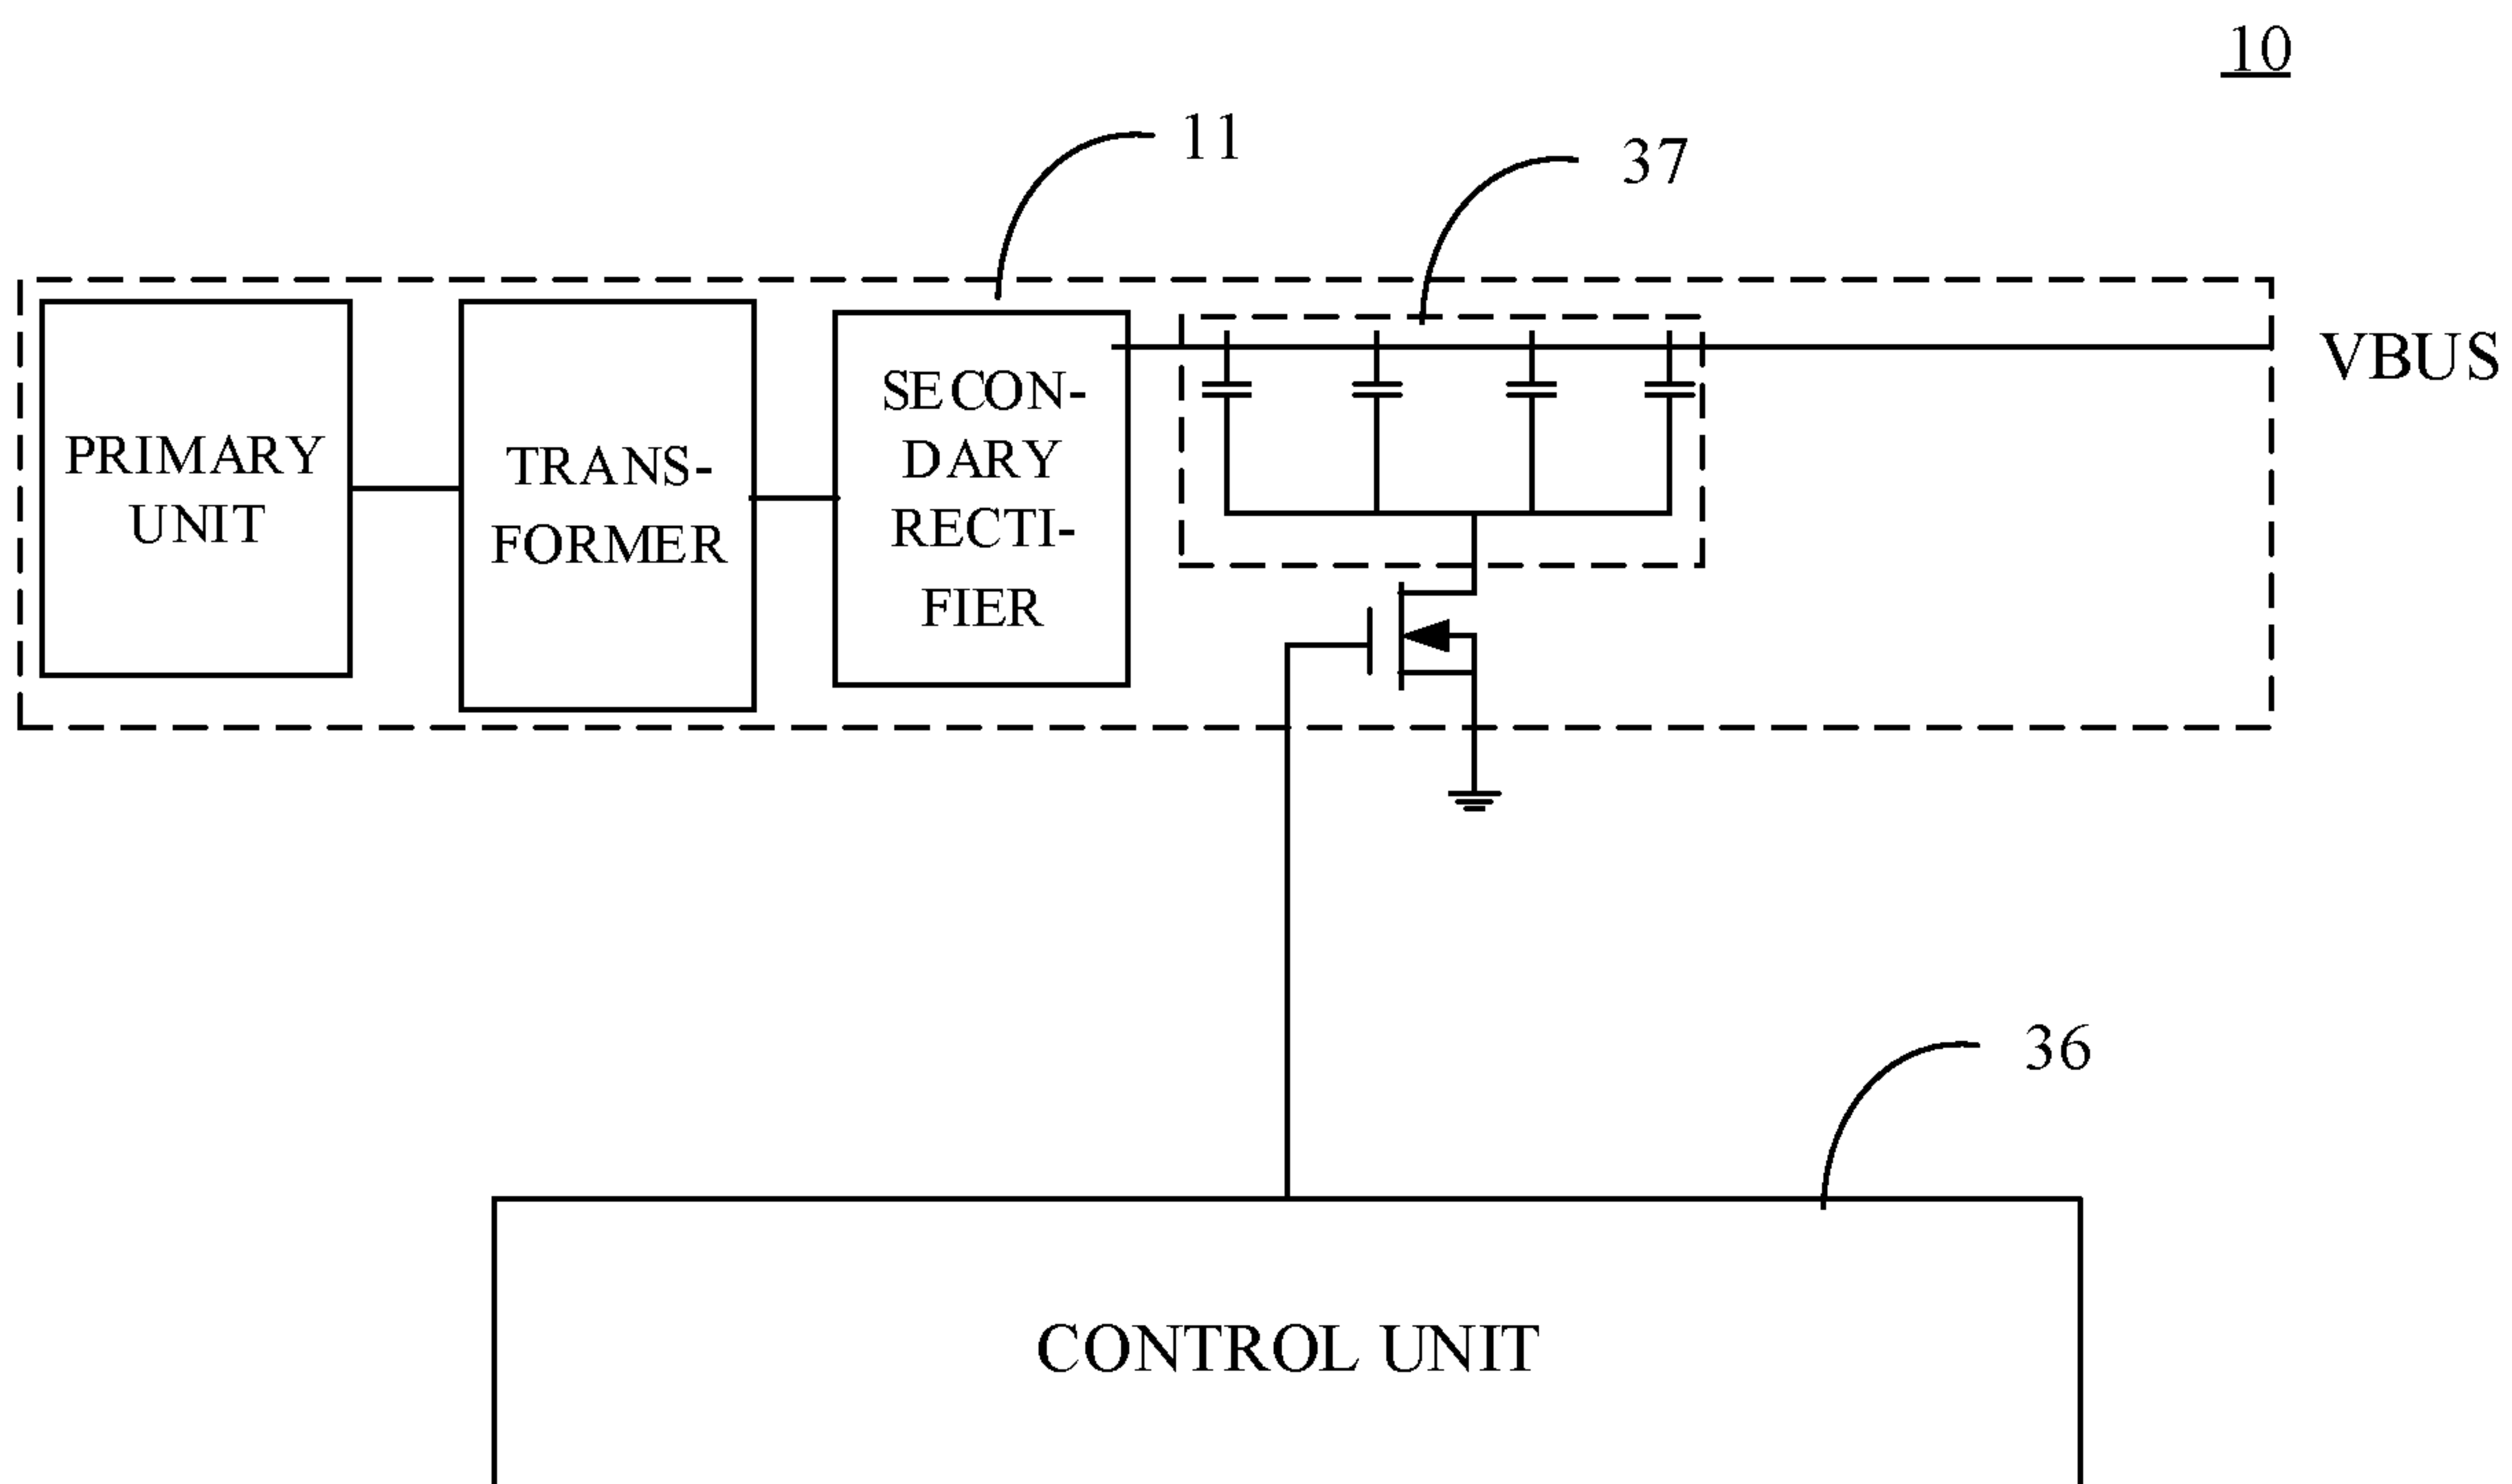 10
11
37
VBUS
PRIMARY
UNIT
TRANS-
FORMER
SECON-
DARY
RECTI-
FIER
36
CONTROL UNIT